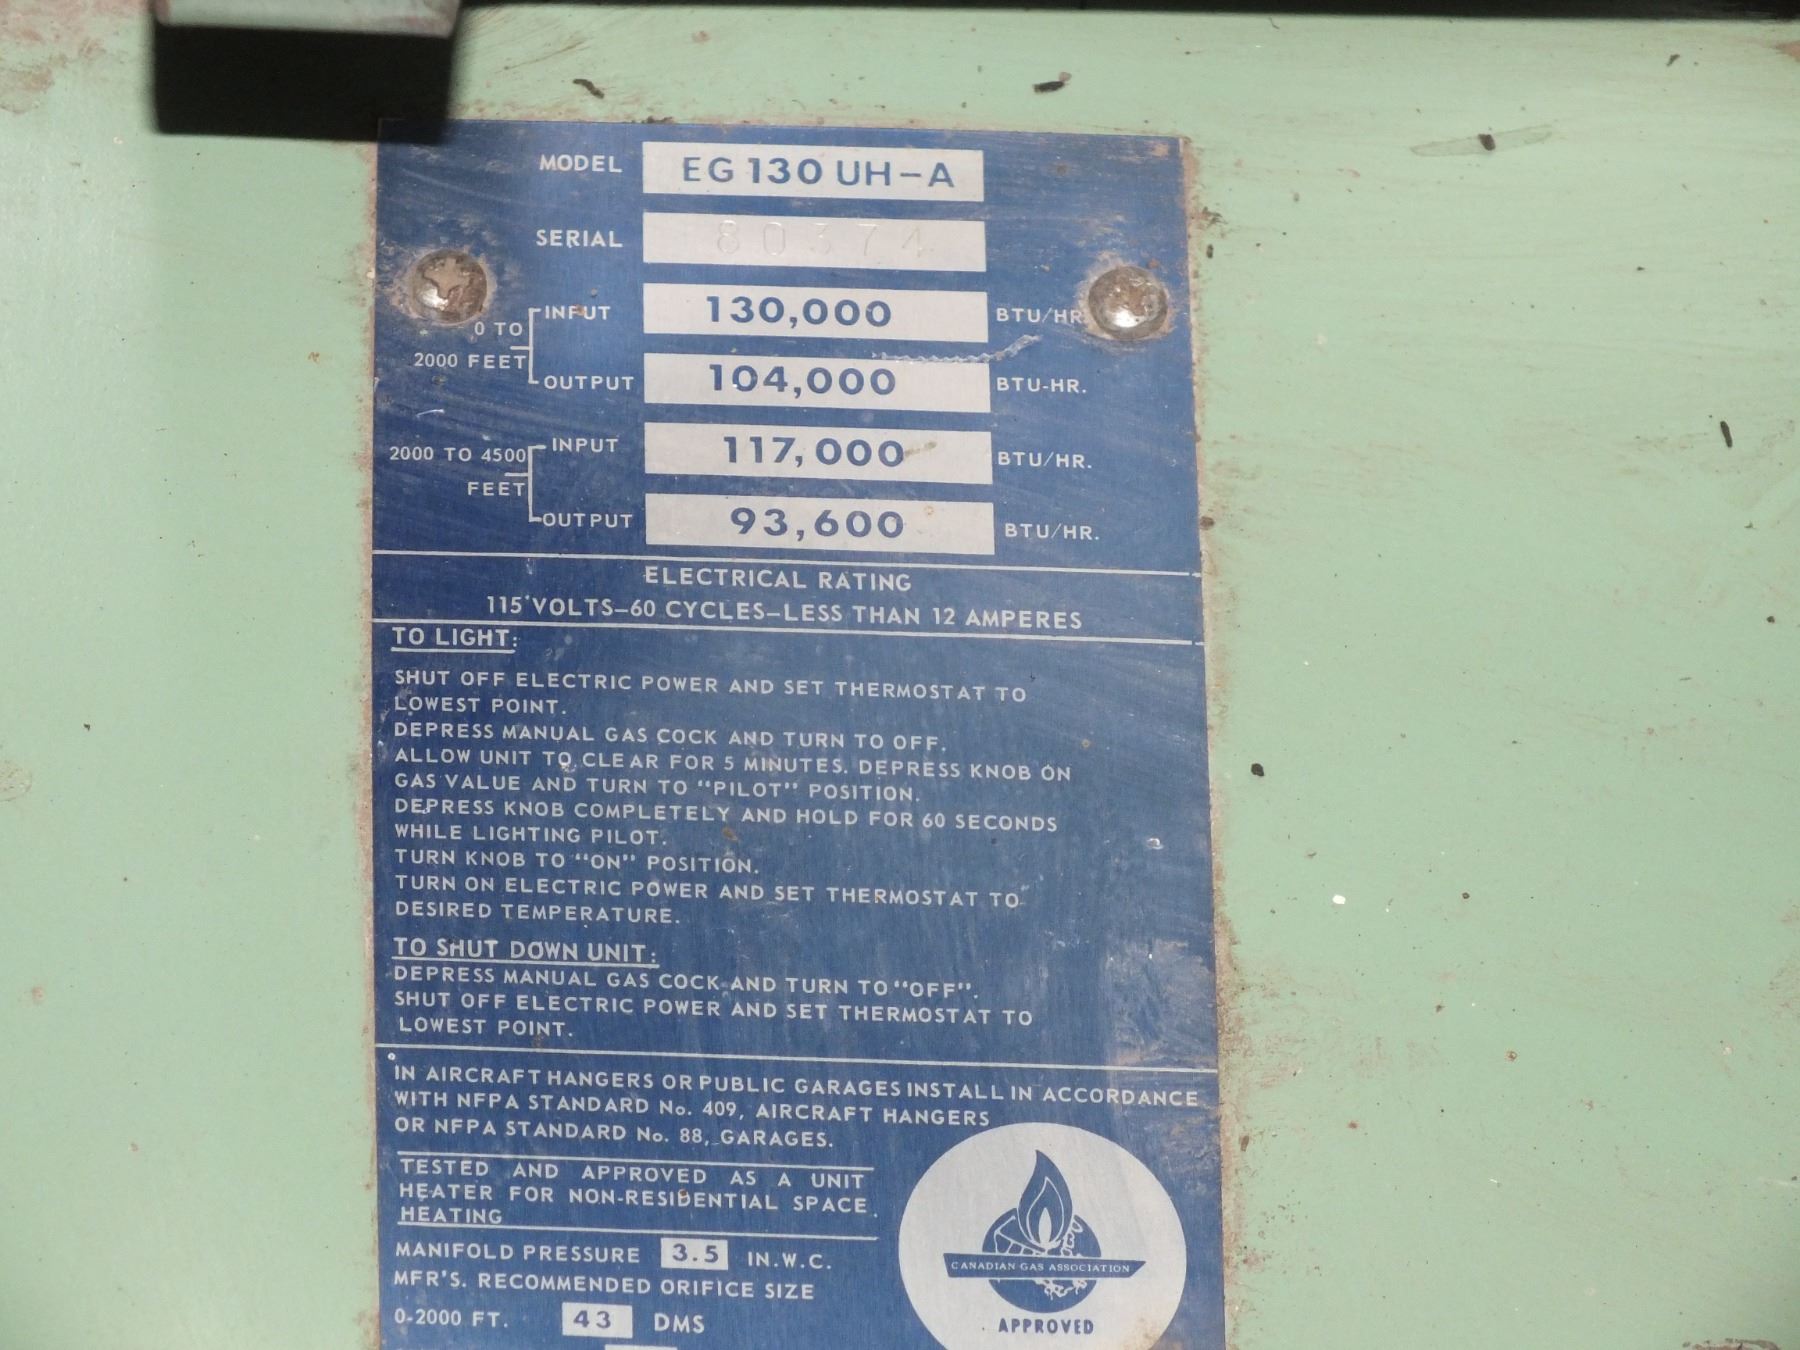 MODEL EG 130 UH-A
SERIAL 80374
0 TO 2000 FEET
INPUT 130,000 BTU/HR.
OUTPUT 104,000 BTU-HR.
2000 TO 4500 FEET
INPUT 117,000 BTU/HR.
OUTPUT 93,600 BTU/HR.
ELECTRICAL RATING
115 VOLTS-60 CYCLES-LESS THAN 12 AMPERES
TO LIGHT:
SHUT OFF ELECTRIC POWER AND SET THERMOSTAT TO
LOWEST POINT.
DEPRESS MANUAL GAS COCK AND TURN TO OFF.
ALLOW UNIT TO CLEAR FOR 5 MINUTES. DEPRESS KNOB ON
GAS VALUE AND TURN TO "PILOT" POSITION.
DEPRESS KNOB COMPLETELY AND HOLD FOR 60 SECONDS
WHILE LIGHTING PILOT.
TURN KNOB TO "ON" POSITION.
TURN ON ELECTRIC POWER AND SET THERMOSTAT TO
DESIRED TEMPERATURE.
TO SHUT DOWN UNIT:
DEPRESS MANUAL GAS COCK AND TURN TO "OFF".
SHUT OFF ELECTRIC POWER AND SET THERMOSTAT TO
LOWEST POINT.
IN AIRCRAFT HANGERS OR PUBLIC GARAGES INSTALL IN ACCORDANCE
WITH NFPA STANDARD No. 409, AIRCRAFT HANGERS
OR NFPA STANDARD No. 88, GARAGES.
TESTED AND APPROVED AS A UNIT
HEATER FOR NON-RESIDENTIAL SPACE
HEATING
MANIFOLD PRESSURE 3.5 IN.W.C.
MFR'S. RECOMMENDED ORIFICE SIZE
0-2000 FT. 43 DMS
CANADIAN GAS ASSOCIATION
APPROVED